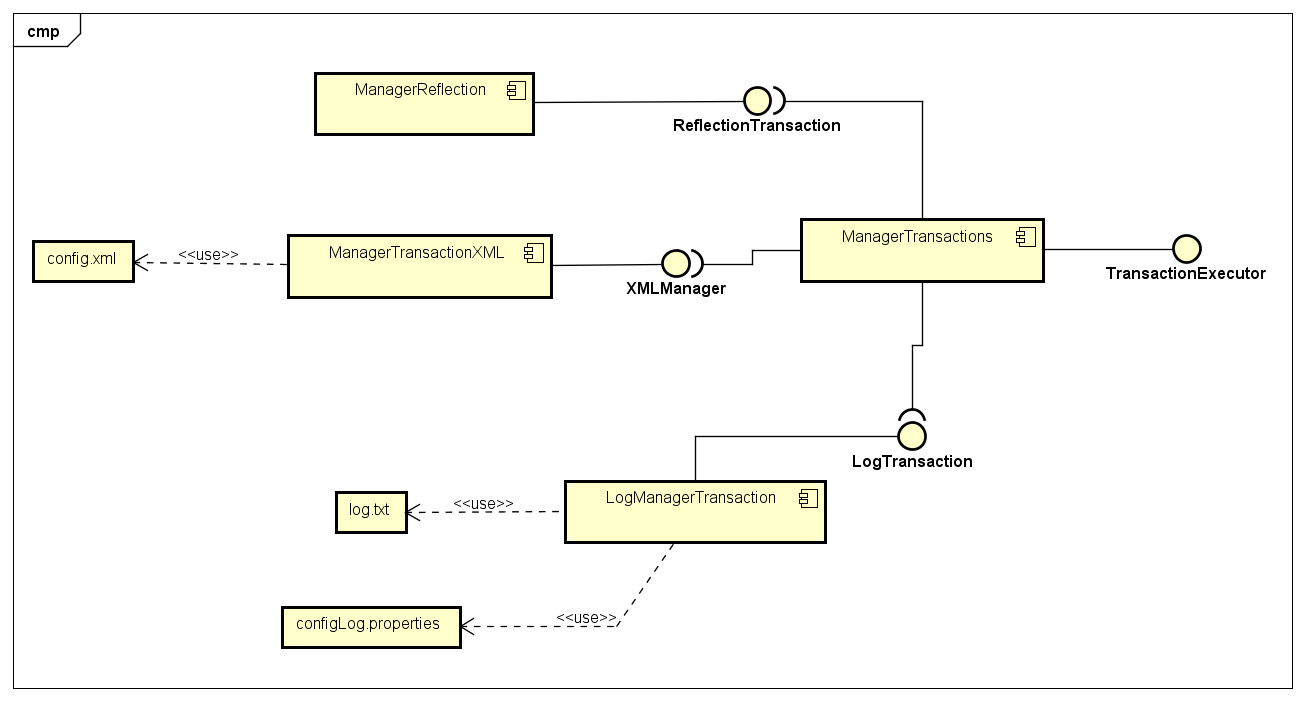 cmp
ManagerReflection
ReflectionTransaction
ManagerTransactions
TransactionExecutor
config.xml
<<use>>
ManagerTransactionXML
XMLManager
LogTransaction
LogManagerTransaction
log.txt
<<use>>
configLog.properties
<<use>>